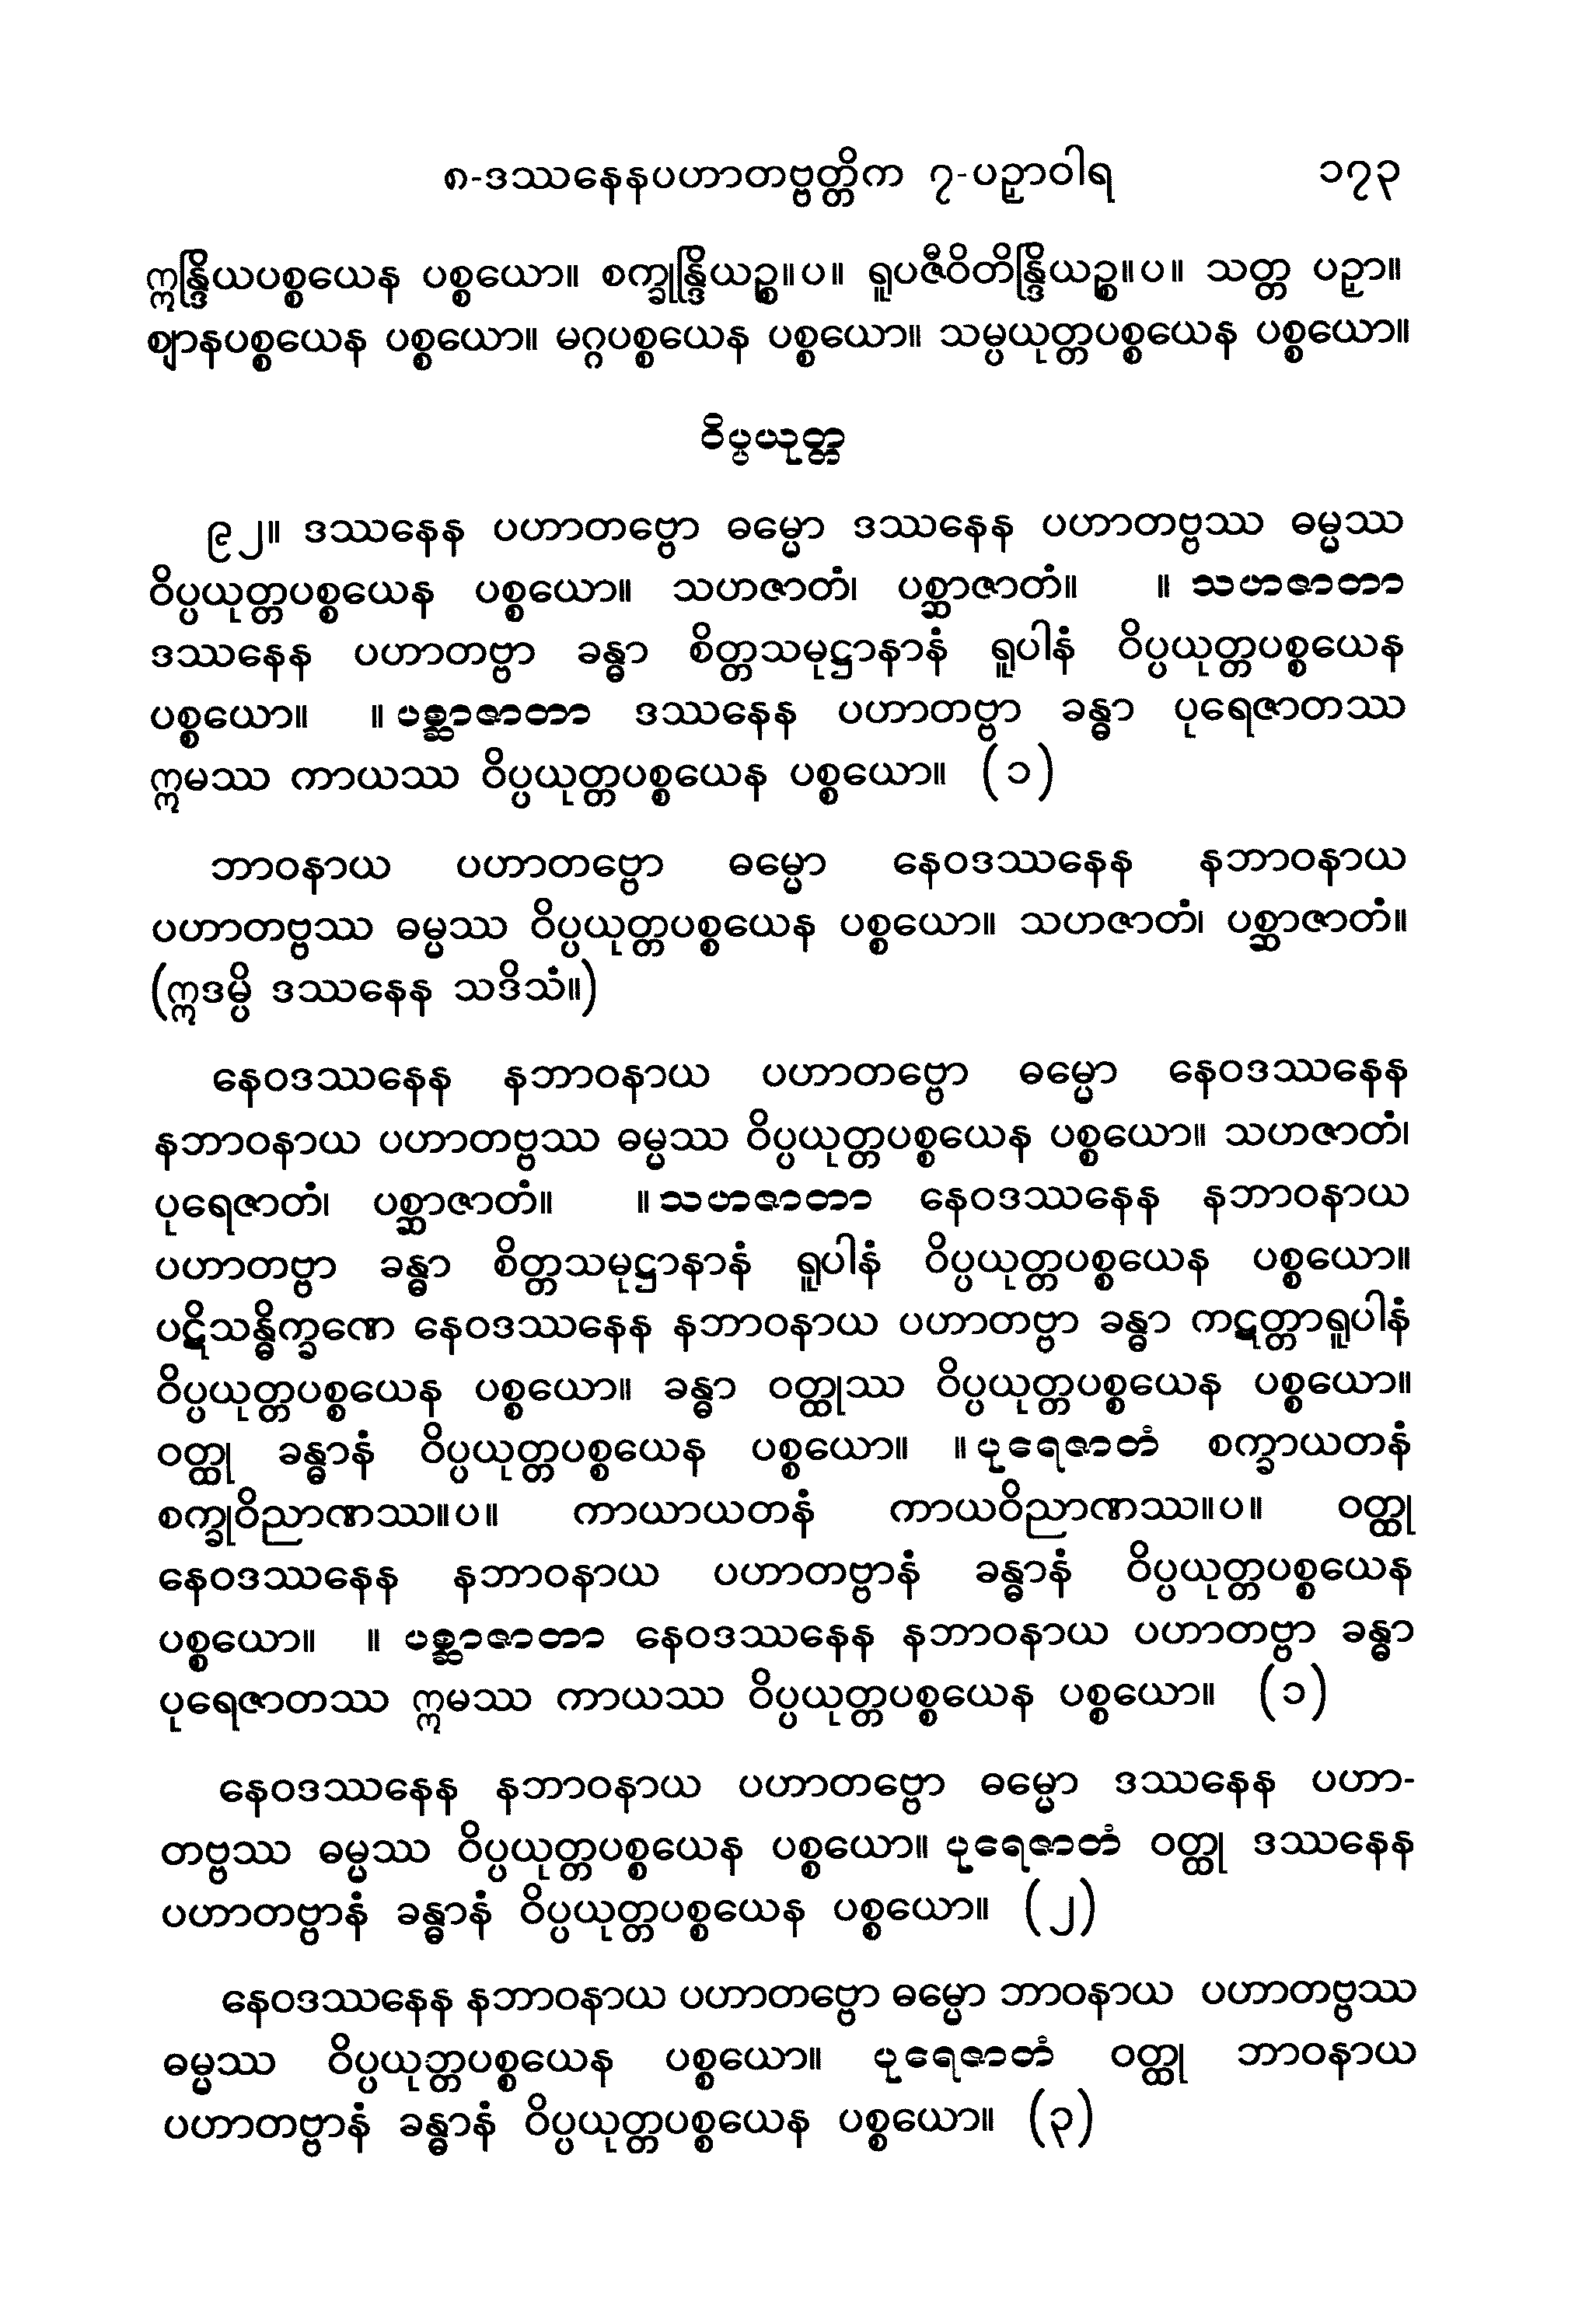 ၈-ဒဿနေနပဟာတဗ္ဗတ္တိက ၇-ပဉှာဝါရ ၁၇၃
ဣန္ဒြိယပစ္စယေန ပစ္စယော။ စက္ခုန္ဒြိယဉ္စ။ပ။ ရူပဇီဝိတိန္ဒြိယဉ္စ။ပ။ သတ္တ ပဉှာ။
ဈာနပစ္စယေန ပစ္စယော။ မဂ္ဂပစ္စယေန ပစ္စယော။ သမ္ပယုတ္တပစ္စယေန ပစ္စယော။
ဝိပ္ပယုတ္တ
၉၂။ ဒဿနေန ပဟာတဗ္ဗော ဓမ္မော ဒဿနေန ပဟာတဗ္ဗဿ ဓမ္မဿ
ဝိပ္ပယုတ္တပစ္စယေန ပစ္စယော။ သဟဇာတံ၊ ပစ္ဆာဇာတံ။ ။ သဟဇာတာ
ဒဿနေန ပဟာတဗ္ဗာ ခန္ဓာ စိတ္တသမုဋ္ဌာနာနံ ရူပါနံ ဝိပ္ပယုတ္တပစ္စယေန
ပစ္စယော။ ။ ပစ္ဆာဇာတာ ဒဿနေန ပဟာတဗ္ဗာ ခန္ဓာ ပုရေဇာတဿ
ဣမဿ ကာယဿ ဝိပ္ပယုတ္တပစ္စယေန ပစ္စယော။ (၁)
ဘာဝနာယ ပဟာတဗ္ဗော ဓမ္မော နေဝဒဿနေန နဘာဝနာယ
ပဟာတဗ္ဗဿ ဓမ္မဿ ဝိပ္ပယုတ္တပစ္စယေန ပစ္စယော။ သဟဇာတံ၊ ပစ္ဆာဇာတံ။
(ဣဒမ္ပိ ဒဿနေန သဒိသံ။)
နေဝဒဿနေန နဘာဝနာယ ပဟာတဗ္ဗော ဓမ္မော နေဝဒဿနေန
နဘာဝနာယ ပဟာတဗ္ဗဿ ဓမ္မဿ ဝိပ္ပယုတ္တပစ္စယေန ပစ္စယော။ သဟဇာတံ၊
ပုရေဇာတံ၊ ပစ္ဆာဇာတံ။ ။ သဟဇာတာ နေဝဒဿနေန နဘာဝနာယ
ပဟာတဗ္ဗာ ခန္ဓာ စိတ္တသမုဋ္ဌာနာနံ ရူပါနံ ဝိပ္ပယုတ္တပစ္စယေန ပစ္စယော။
ပဋိသန္ဓိက္ခဏေ နေဝဒဿနေန နဘာဝနာယ ပဟာတဗ္ဗာ ခန္ဓာ ကဋတ္တာရူပါနံ
ဝိပ္ပယုတ္တပစ္စယေန ပစ္စယော။ ခန္ဓာ ဝတ္ထုဿ ဝိပ္ပယုတ္တပစ္စယေန ပစ္စယော။
ဝတ္ထု ခန္ဓာနံ ဝိပ္ပယုတ္တပစ္စယေန ပစ္စယော။ ။ ပုရေဇာတံ စက္ခာယတနံ
စက္ခုဝိညာဏဿ။ပ။ ကာယာယတနံ ကာယဝိညာဏဿ။ပ။ ဝတ္ထု
နေဝဒဿနေန နဘာဝနာယ ပဟာတဗ္ဗာနံ ခန္ဓာနံ ဝိပ္ပယုတ္တပစ္စယေန
ပစ္စယော။ ။ ပစ္ဆာဇာတာ နေဝဒဿနေန နဘာဝနာယ ပဟာတဗ္ဗာ ခန္ဓာ
ပုရေဇာတဿ ဣမဿ ကာယဿ ဝိပ္ပယုတ္တပစ္စယေန ပစ္စယော။ (၁)
နေဝဒဿနေန နဘာဝနာယ ပဟာတဗ္ဗော ဓမ္မော ဒဿနေန ပဟာ-
တဗ္ဗဿ ဓမ္မဿ ဝိပ္ပယုတ္တပစ္စယေန ပစ္စယော။ ပုရေဇာတံ ဝတ္ထု ဒဿနေန
ပဟာတဗ္ဗာနံ ခန္ဓာနံ ဝိပ္ပယုတ္တပစ္စယေန ပစ္စယော။ (၂)
နေဝဒဿနေန နဘာဝနာယ ပဟာတဗ္ဗော ဓမ္မော ဘာဝနာယ ပဟာတဗ္ဗဿ
ဓမ္မဿ ဝိပ္ပယုတ္တပစ္စယေန ပစ္စယော။ ပုရေဇာတံ ဝတ္ထု ဘာဝနာယ
ပဟာတဗ္ဗာနံ ခန္ဓာနံ ဝိပ္ပယုတ္တပစ္စယေန ပစ္စယော။ (၃)